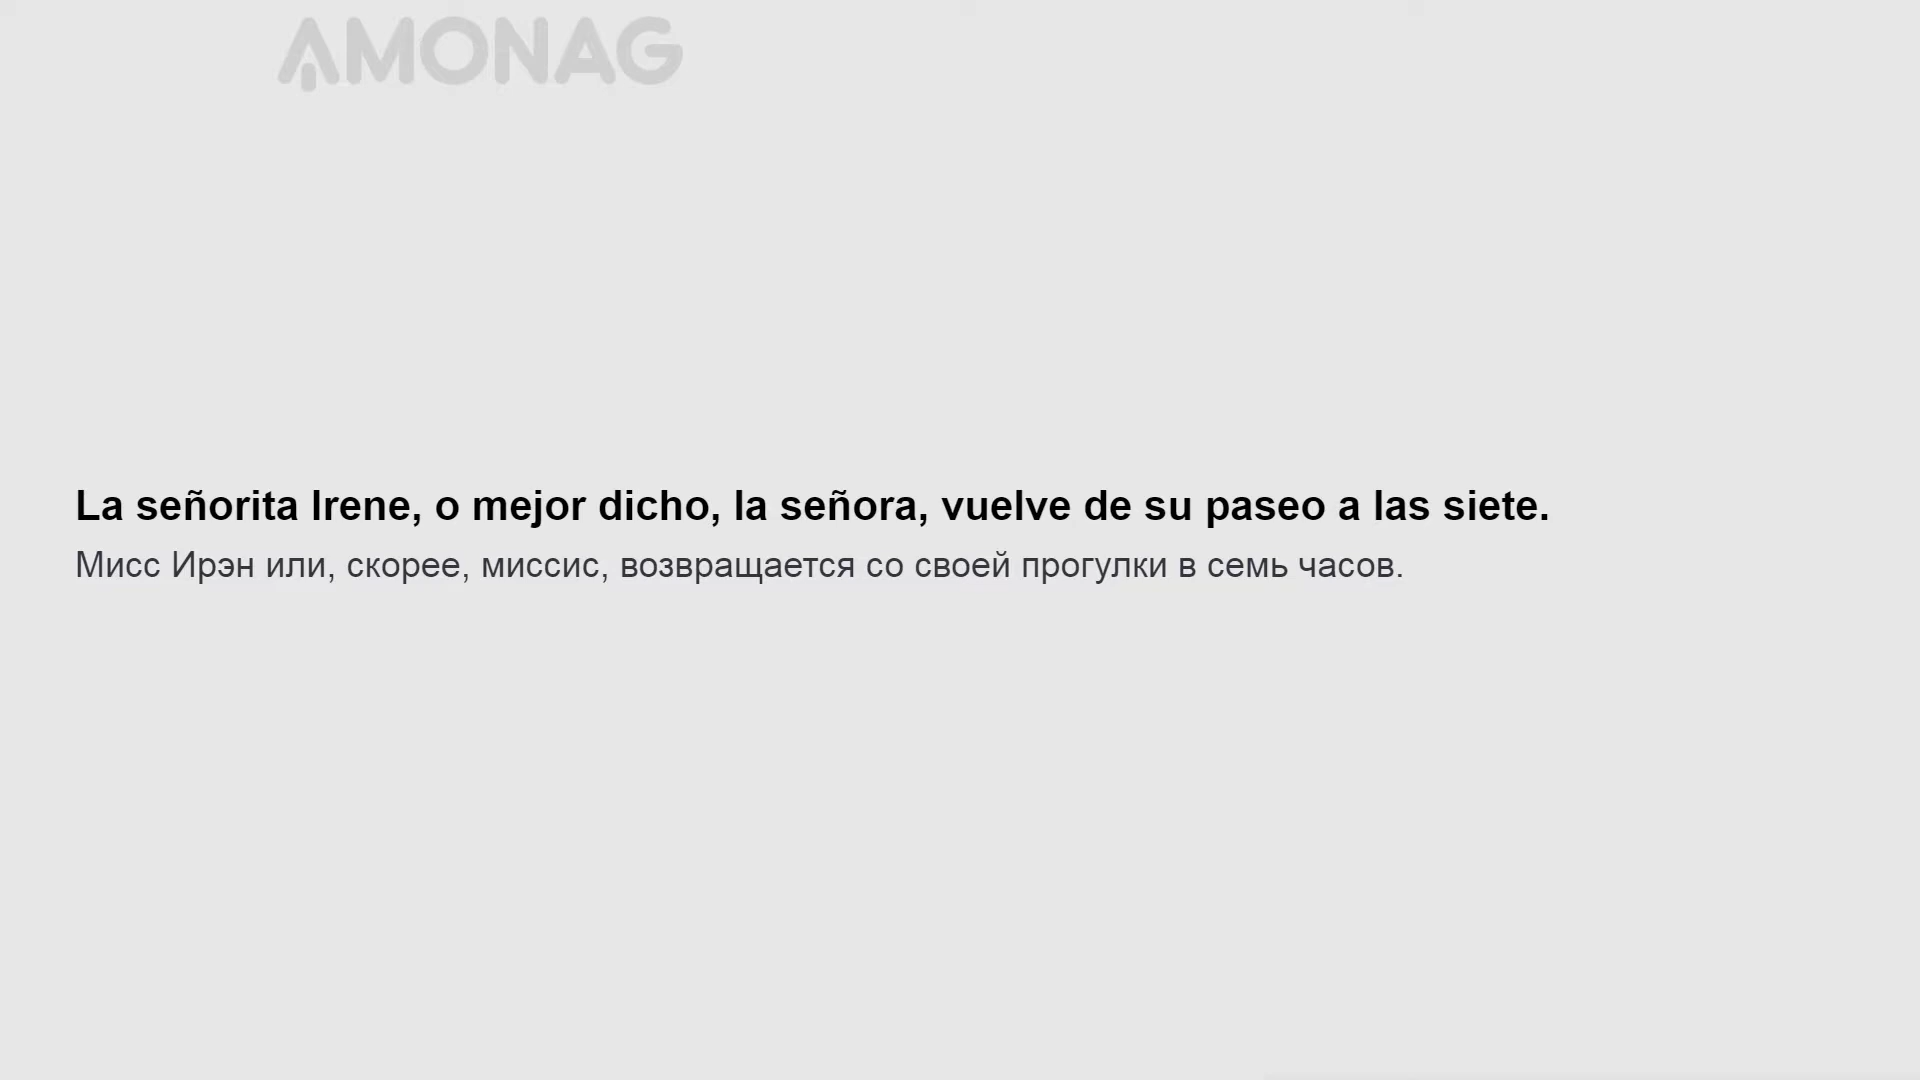 AMONAG
La señorita Irene, o mejor dicho, la señora, vuelve de su paseo a las siete.
Мисс Ирэн или, скорее, миссис, возвращается со своей прогулки в семь часов.